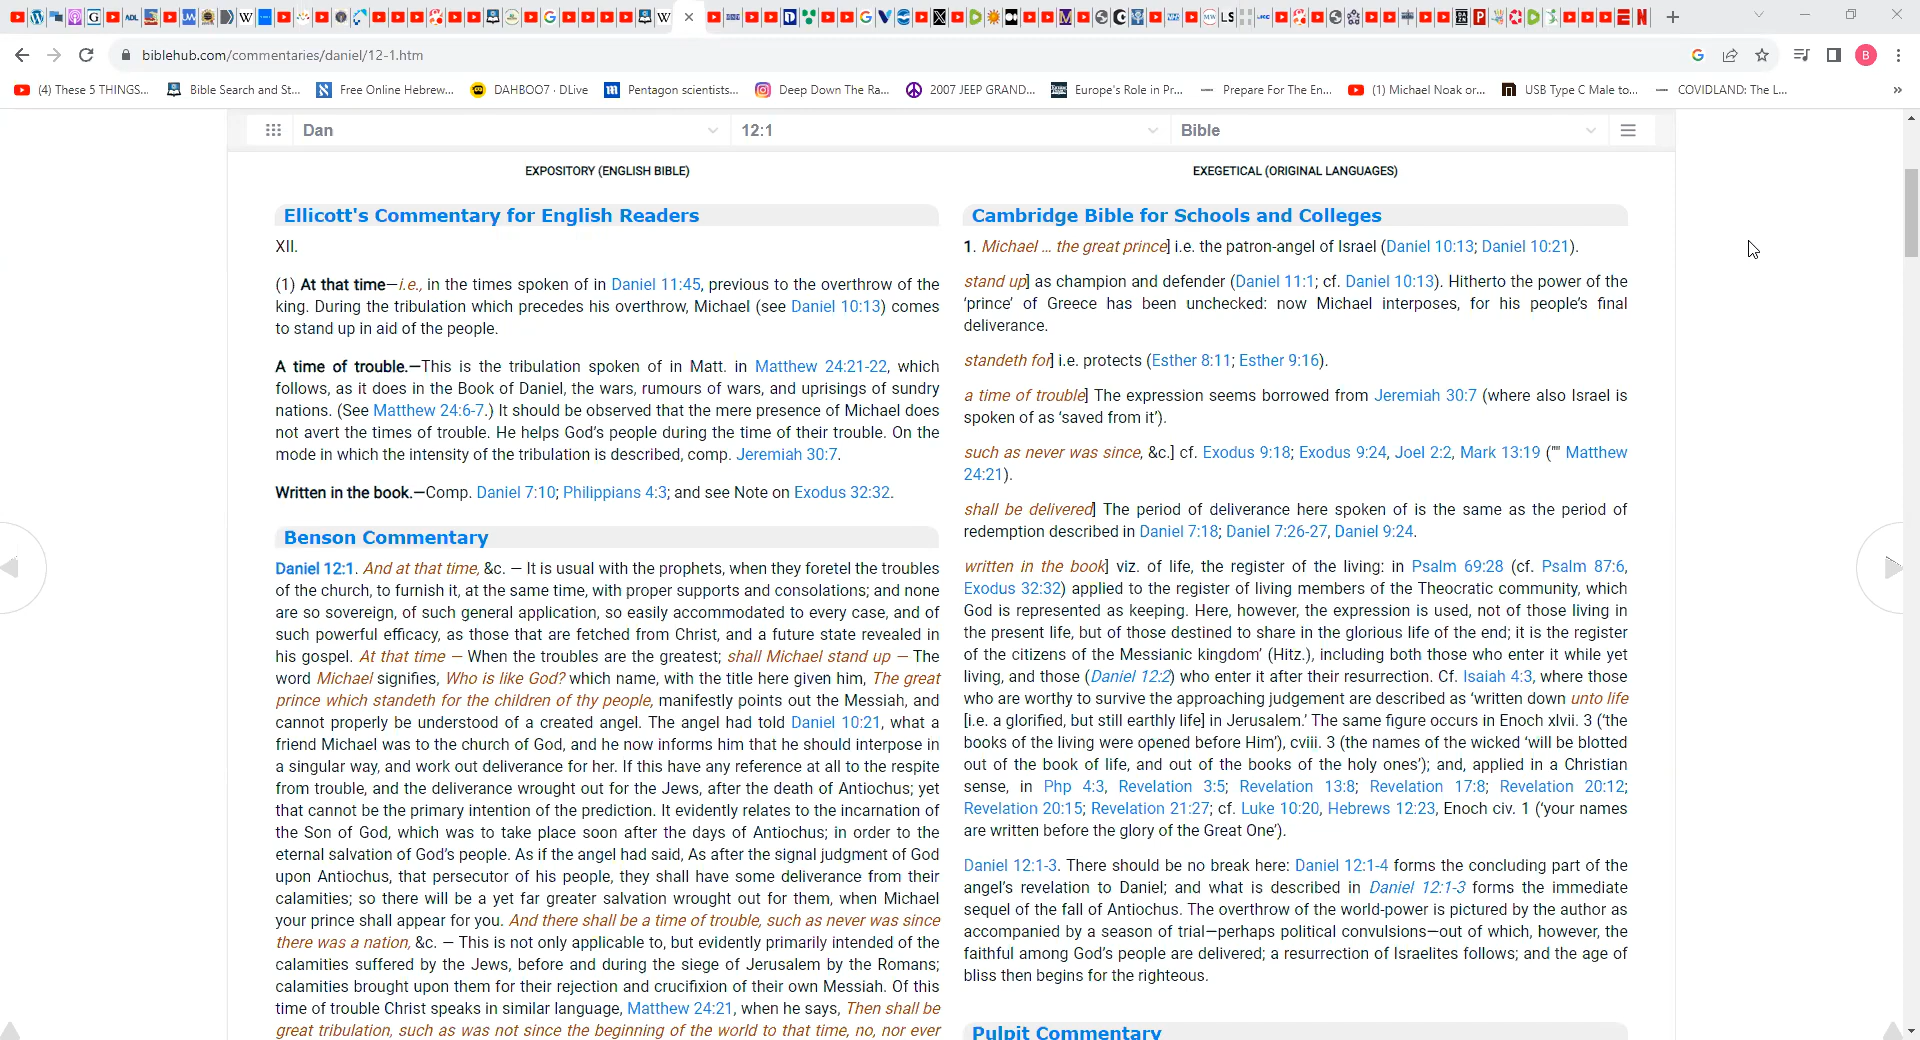 biblehub.com/commentaries/daniel/12-1.htm
(4) These 5 THINGS...
Bible Search and St...
Free Online Hebrew...
DAHBOO7 - DLive
Pentagon scientists...
Deep Down The Ra...
2007 JEEP GRAND...
Europe's Role in Pr...
Prepare For The En...
(1) Michael Noak or...
USB Type C Male to...
COVIDLAND: The L...
Dan
12:1
Bible
EXPOSITORY (ENGLISH BIBLE)
Ellicott's Commentary for English Readers
XII.
(1) At that time—i.e., in the times spoken of in Daniel 11:45, previous to the overthrow of the
king. During the tribulation which precedes his overthrow, Michael (see Daniel 10:13) comes
to stand up in aid of the people.
A time of trouble.—This is the tribulation spoken of in Matt. in Matthew 24:21-22, which
follows, as it does in the Book of Daniel, the wars, rumours of wars, and uprisings of sundry
nations. (See Matthew 24:6-7.) It should be observed that the mere presence of Michael does
not avert the times of trouble. He helps God's people during the time of their trouble. On the
mode in which the intensity of the tribulation is described, comp. Jeremiah 30:7.
Written in the book.—Comp. Daniel 7:10; Philippians 4:3; and see Note on Exodus 32:32.
Benson Commentary
Daniel 12:1. And at that time, &c. — It is usual with the prophets, when they foretel the troubles
of the church, to furnish it, at the same time, with proper supports and consolations; and none
are so sovereign, of such general application, so easily accommodated to every case, and of
such powerful efficacy, as those that are fetched from Christ, and a future state revealed in
his gospel. At that time — When the troubles are the greatest; shall Michael stand up — The
word Michael signifies, Who is like God? which name, with the title here given him, The great
prince which standeth for the children of thy people, manifestly points out the Messiah, and
cannot properly be understood of a created angel. The angel had told Daniel 10:21, what a
friend Michael was to the church of God, and he now informs him that he should interpose in
a singular way, and work out deliverance for her. If this have any reference at all to the respite
from trouble, and the deliverance wrought out for the Jews, after the death of Antiochus; yet
that cannot be the primary intention of the prediction. It evidently relates to the incarnation of
the Son of God, which was to take place soon after the days of Antiochus; in order to the
eternal salvation of God's people. As if the angel had said, As after the signal judgment of God
upon Antiochus, that persecutor of his people, they shall have some deliverance from their
calamities; so there will be a yet far greater salvation wrought out for them, when Michael
your prince shall appear for you. And there shall be a time of trouble, such as never was since
there was a nation, &c. — This is not only applicable to, but evidently primarily intended of the
calamities suffered by the Jews, before and during the siege of Jerusalem by the Romans;
calamities brought upon them for their rejection and crucifixion of their own Messiah. Of this
time of trouble Christ speaks in similar language, Matthew 24:21, when he says, Then shall be
great tribulation, such as was not since the beginning of the world to that time, no, nor ever
EXEGETICAL (ORIGINAL LANGUAGES)
Cambridge Bible for Schools and Colleges
1. Michael … the great prince] i.e. the patron-angel of Israel (Daniel 10:13; Daniel 10:21).
stand up] as champion and defender (Daniel 11:1; cf. Daniel 10:13). Hitherto the power of the
'prince' of Greece has been unchecked: now Michael interposes, for his people's final
deliverance.
standeth for] i.e. protects (Esther 8:11; Esther 9:16).
a time of trouble] The expression seems borrowed from Jeremiah 30:7 (where also Israel is
spoken of as 'saved from it').
such as never was since, &c.] cf. Exodus 9:18; Exodus 9:24, Joel 2:2, Mark 13:19 ("" Matthew
24:21).
shall be delivered] The period of deliverance here spoken of is the same as the period of
redemption described in Daniel 7:18; Daniel 7:26-27, Daniel 9:24.
written in the book] viz. of life, the register of the living: in Psalm 69:28 (cf. Psalm 87:6,
Exodus 32:32) applied to the register of living members of the Theocratic community, which
God is represented as keeping. Here, however, the expression is used, not of those living in
the present life, but of those destined to share in the glorious life of the end; it is the register
of the citizens of the Messianic kingdom' (Hitz.), including both those who enter it while yet
living, and those (Daniel 12:2) who enter it after their resurrection. Cf. Isaiah 4:3, where those
who are worthy to survive the approaching judgement are described as 'written down unto life
[i.e. a glorified, but still earthly life] in Jerusalem.' The same figure occurs in Enoch xlvii. 3 ('the
books of the living were opened before Him'), cviii. 3 (the names of the wicked 'will be blotted
out of the book of life, and out of the books of the holy ones'); and, applied in a Christian
sense, in Php 4:3, Revelation 3:5; Revelation 13:8; Revelation 17:8; Revelation 20:12;
Revelation 20:15; Revelation 21:27; cf. Luke 10:20, Hebrews 12:23, Enoch civ. 1 ('your names
are written before the glory of the Great One').
Daniel 12:1-3. There should be no break here: Daniel 12:1-4 forms the concluding part of the
angel's revelation to Daniel; and what is described in Daniel 12:1-3 forms the immediate
sequel of the fall of Antiochus. The overthrow of the world-power is pictured by the author as
accompanied by a season of trial—perhaps political convulsions—out of which, however, the
faithful among God's people are delivered; a resurrection of Israelites follows; and the age of
bliss then begins for the righteous.
Pulpit Commentary